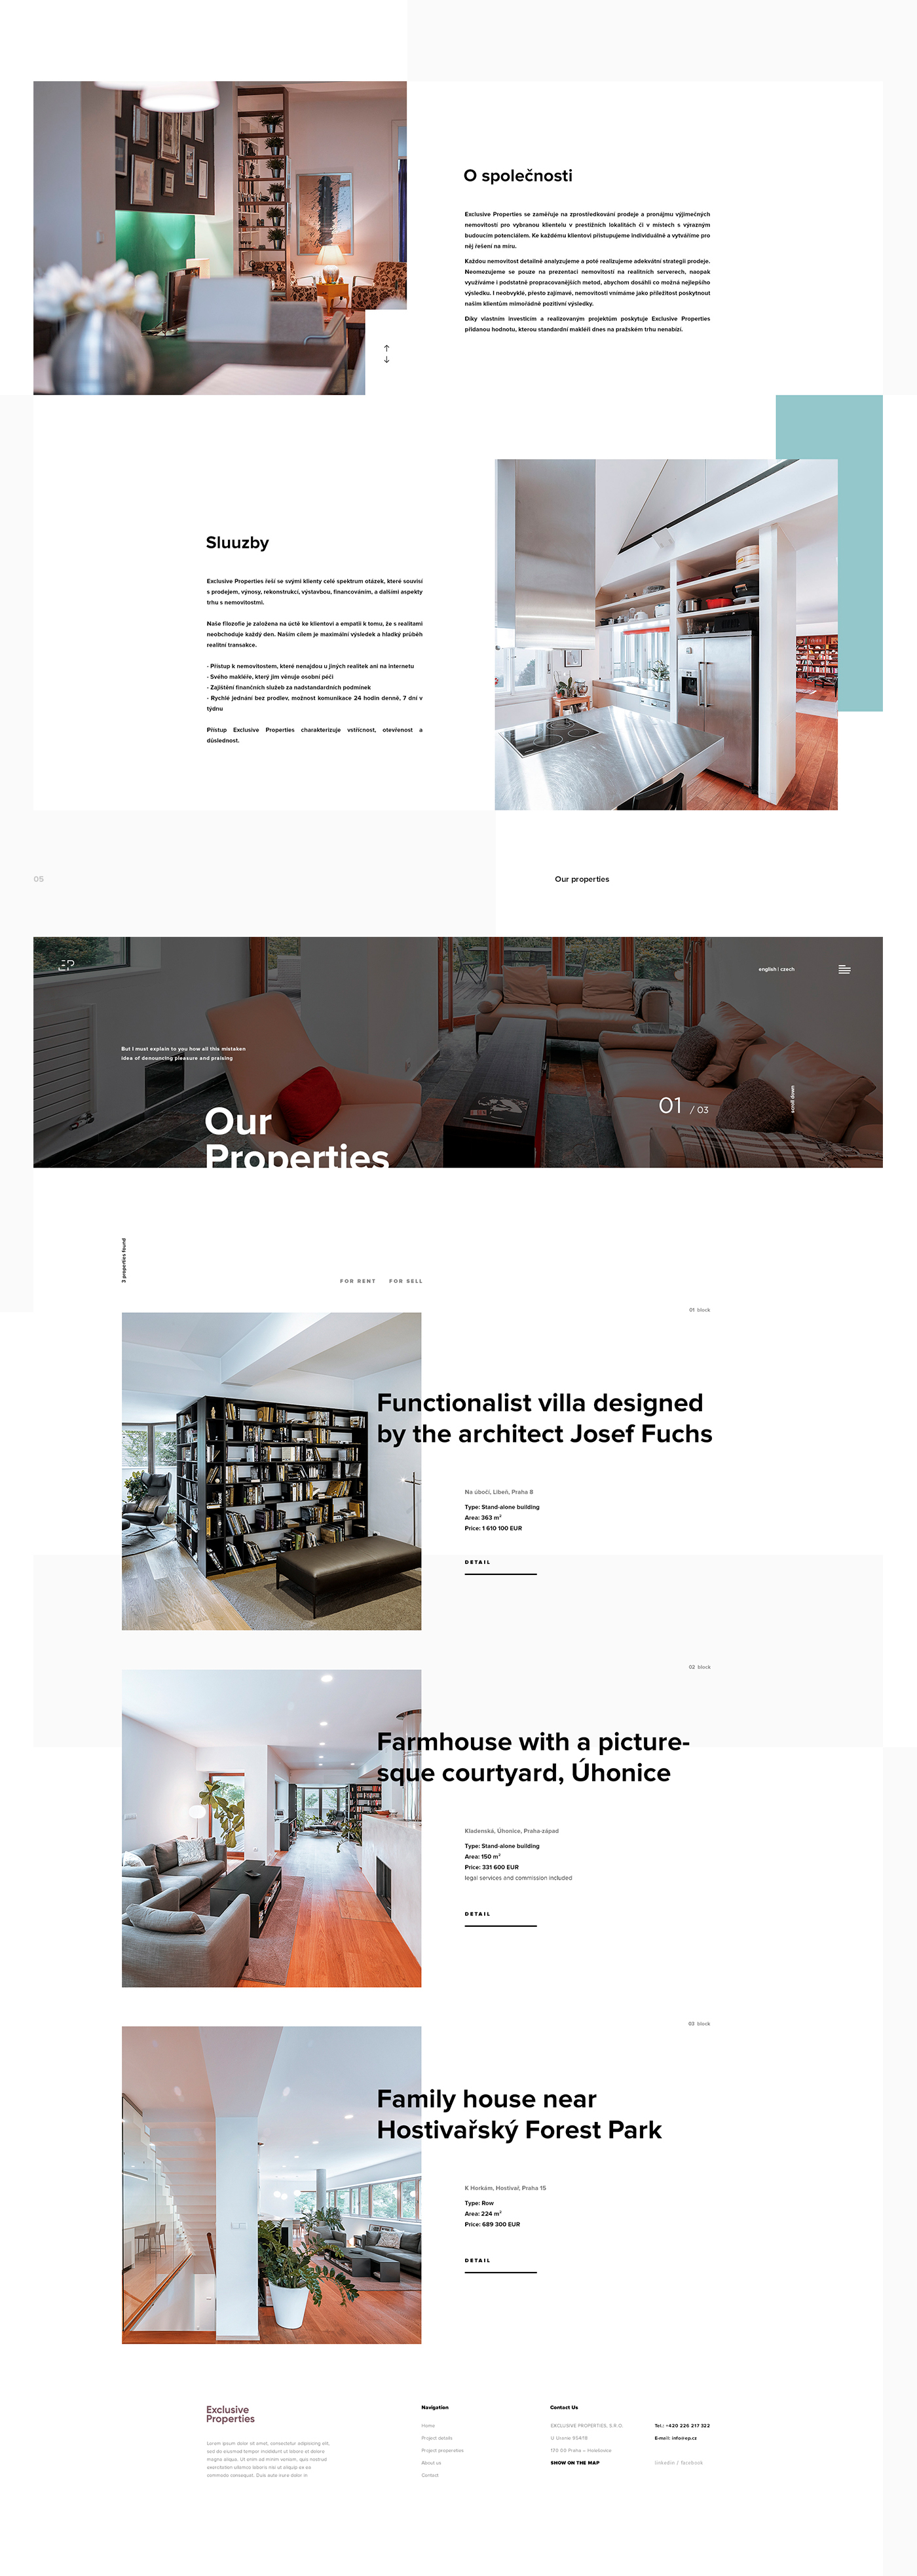 O společnosti
Exclusive Properties se zaměřuje na zprostředkování prodeje a pronájmu výjimečných
nemovitostí pro vybranou klientelu v prestižních lokalitách či v místech s výrazným
budoucím potenciálem. Ke každému klientovi přistupujeme individuálně a vytváříme pro
něj řešení na míru.
Každou nemovitost detailně analyzujeme a poté realizujeme adekvátní strategii prodeje.
Neomezujeme se pouze na prezentaci nemovitostí na realitních serverech, naopak
využíváme i podstatně propracovanějších metod, abychom dosáhli co možná nejlepšího
výsledku. I neobvyklé, přesto zajímavé, nemovitosti vnímáme jako příležitost poskytnout
našim klientům mimořádně pozitivní výsledky.
Díky vlastním investicím a realizovaným projektům poskytuje Exclusive Properties
přidanou hodnotu, kterou standardní makléři dnes na pražském trhu nenabízí.
Sluuzby
Exclusive Properties řeší se svými klienty celé spektrum otázek, které souvisí
s prodejem, výnosy, rekonstrukcí, výstavbou, financováním, a dalšími aspekty
trhu s nemovitostmi.
Naše filozofie je založena na úctě ke klientovi a empatii k tomu, že s realitami
neobchoduje každý den. Naším cílem je maximální výsledek a hladký průběh
realitní transakce.
- Přístup k nemovitostem, které nenajdou u jiných realitek ani na internetu
- Svého makléře, který jim věnuje osobní péči
- Zajištění finančních služeb za nadstandardních podmínek
- Rychlé jednání bez prodlev, možnost komunikace 24 hodin denně, 7 dní v
týdnu
Přístup Exclusive Properties charakterizuje vstřícnost, otevřenost a
důslednost.
05
Our properties
EP
english | czech
But I must explain to you how all this mistaken
idea of denouncing pleasure and praising
Our
Properties
01 / 03
scroll down
3 properties found
FOR RENT FOR SELL
01 block
Functionalist villa designed
by the architect Josef Fuchs
Na úbočí, Libeň, Praha 8
Type: Stand-alone building
Area: 363 m²
Price: 1 610 100 EUR
DETAIL
02 block
Farmhouse with a picture-
sque courtyard, Úhonice
Kladenská, Úhonice, Praha-západ
Type: Stand-alone building
Area: 150 m²
Price: 331 600 EUR
legal services and commission included
DETAIL
03 block
Family house near
Hostivařský Forest Park
K Horkám, Hostivař, Praha 15
Type: Row
Area: 224 m²
Price: 689 300 EUR
DETAIL
Exclusive
Properties
Lorem ipsum dolor sit amet, consectetur adipiscing elit,
sed do eiusmod tempor incididunt ut labore et dolore
magna aliqua. Ut enim ad minim veniam, quis nostrud
exercitation ullamco laboris nisi ut aliquip ex ea
commodo consequat. Duis aute irure dolor in
Navigation
Home
Project details
Project properaties
About us
Contact
Contact Us
EXCLUSIVE PROPERTIES, S.R.O.
U Uranie 954/18
170 00 Praha – Holešovice
SHOW ON THE MAP
Tel.: +420 226 217 322
E-mail: info@ep.cz
linkedin / facebook